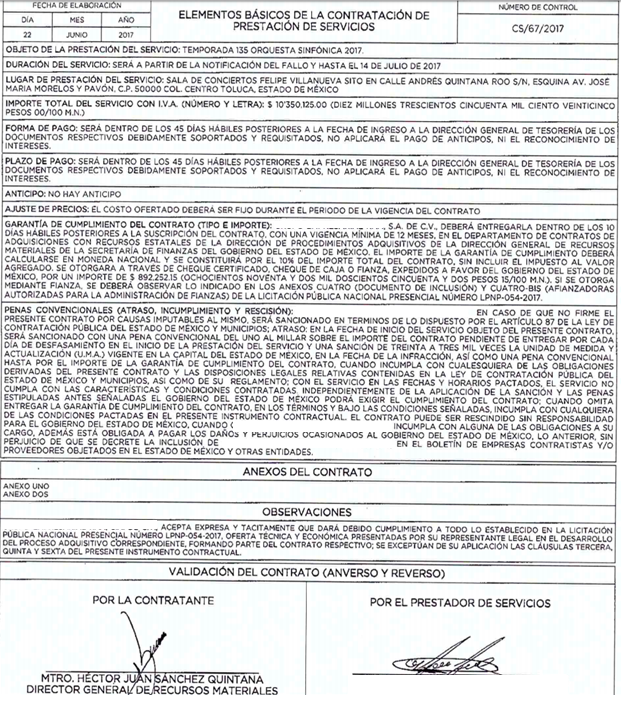 FECHA DE ELABORACIÓN
DÍA MES AÑO
22 JUNIO 2017
ELEMENTOS BÁSICOS DE LA CONTRATACIÓN DE
PRESTACIÓN DE SERVICIOS
NÚMERO DE CONTROL
CS/67/2017
OBJETO DE LA PRESTACIÓN DEL SERVICIO: TEMPORADA 135 ORQUESTA SINFÓNICA 2017.
DURACIÓN DEL SERVICIO: SERÁ A PARTIR DE LA NOTIFICACIÓN DEL FALLO Y HASTA EL 14 DE JULIO DE 2017
LUGAR DE PRESTACIÓN DEL SERVICIO: SALA DE CONCIERTOS FELIPE VILLANUEVA SITO EN CALLE ANDRÉS QUINTANA ROO S/N, ESQUINA AV. JOSÉ
MARIA MORELOS Y PAVÓN, C.P. 50000 COL. CENTRO TOLUCA, ESTADO DE MÉXICO
IMPORTE TOTAL DEL SERVICIO CON I.V.A. (NÚMERO Y LETRA): $ 10'350,125.00 (DIEZ MILLONES TRESCIENTOS CINCUENTA MIL CIENTO VEINTICINCO
PESOS 00/100 M.N.)
FORMA DE PAGO: SERÁ DENTRO DE LOS 45 DÍAS HÁBILES POSTERIORES A LA FECHA DE INGRESO A LA DIRECCIÓN GENERAL DE TESORERÍA DE LOS
DOCUMENTOS RESPECTIVOS DEBIDAMENTE SOPORTADOS Y REQUISITADOS, NO APLICARÁ EL PAGO DE ANTICIPOS, NI EL RECONOCIMIENTO DE
INTERESES.
PLAZO DE PAGO: SERÁ DENTRO DE LOS 45 DÍAS HÁBILES POSTERIORES A LA FECHA DE INGRESO A LA DIRECCIÓN GENERAL DE TESORERÍA DE LOS
DOCUMENTOS RESPECTIVOS DEBIDAMENTE SOPORTADOS Y REQUISITADOS, NO APLICARÁ EL PAGO DE ANTICIPOS, NI EL RECONOCIMIENTO DE
INTERESES.
ANTICIPO: NO HAY ANTICIPO
AJUSTE DE PRECIOS: EL COSTO OFERTADO DEBERÁ SER FIJO DURANTE EL PERIODO DE LA VIGENCIA DEL CONTRATO
GARANTÍA DE CUMPLIMIENTO DEL CONTRATO (TIPO E IMPORTE): S.A. DE C.V., DEBERÁ ENTREGARLA DENTRO DE LOS 10
DÍAS HÁBILES POSTERIORES A LA SUSCRIPCIÓN DEL CONTRATO, CON UNA VIGENCIA MÍNIMA DE 12 MESES, EN EL DEPARTAMENTO DE CONTRATOS DE
ADQUISICIONES CON RECURSOS ESTATALES DE LA DIRECCIÓN DE PROCEDIMIENTOS ADQUISITIVOS DE LA DIRECCIÓN GENERAL DE RECURSOS
MATERIALES DE LA SECRETARÍA DE FINANZAS DEL GOBIERNO DEL ESTADO DE MÉXICO. EL IMPORTE DE LA GARANTÍA DE CUMPLIMIENTO DEBERÁ
CALCULARSE EN MONEDA NACIONAL Y SE CONSTITUIRÁ POR EL 10% DEL IMPORTE TOTAL DEL CONTRATO, SIN INCLUIR EL IMPUESTO AL VALOR
AGREGADO. SE OTORGARA A TRAVÉS DE CHEQUE CERTIFICADO, CHEQUE DE CAJA O FIANZA, EXPEDIDOS A FAVOR DEL GOBIERNO DEL ESTADO DE
MÉXICO, POR UN IMPORTE DE $ 892,252.15 (OCHOCIENTOS NOVENTA Y DOS MIL DOSCIENTOS CINCUENTA Y DOS PESOS 15/100 M.N.). SI SE OTORGA
MEDIANTE FIANZA, SE DEBERÁ OBSERVAR LO INDICADO EN LOS ANEXOS CUATRO (DOCUMENTO DE INCLUSIÓN) Y CUATRO-BIS (AFIANZADORAS
AUTORIZADAS PARA LA ADMINISTRACIÓN DE FIANZAS) DE LA LICITACIÓN PÚBLICA NACIONAL PRESENCIAL NÚMERO LPNP-054-2017.
PENAS CONVENCIONALES (ATRASO, INCUMPLIMIENTO Y RESCISIÓN): EN CASO DE QUE NO FIRME EL
PRESENTE CONTRATO POR CAUSAS IMPUTABLES AL MISMO, SERÁ SANCIONADO EN TERMINOS DE LO DISPUESTO POR EL ARTÍCULO 87 DE LA LEY DE
CONTRATACIÓN PÚBLICA DEL ESTADO DE MÉXICO Y MUNICIPIOS; ATRASO: EN LA FECHA DE INICIO DEL SERVICIO OBJETO DEL PRESENTE CONTRATO,
SERÁ SANCIONADO CON UNA PENA CONVENCIONAL DEL UNO AL MILLAR SOBRE EL IMPORTE DEL CONTRATO PENDIENTE DE ENTREGAR POR CADA
DÍA DE DESFASAMIENTO EN EL INICIO DE LA PRESTACIÓN DEL SERVICIO Y UNA SANCIÓN DE TREINTA A TRES MIL VECES LA UNIDAD DE MEDIDA Y
ACTUALIZACIÓN (U.M.A.) VIGENTE EN LA CAPITAL DEL ESTADO DE MÉXICO, EN LA FECHA DE LA INFRACCIÓN, ASÍ COMO UNA PENA CONVENCIONAL
HASTA POR EL IMPORTE DE LA GARANTÍA DE CUMPLIMIENTO DEL CONTRATO, CUANDO INCUMPLA CON CUALESQUIERA DE LAS OBLIGACIONES
DERIVADAS DEL PRESENTE CONTRATO Y LAS DISPOSICIONES LEGALES RELATIVAS CONTENIDAS EN LA LEY DE CONTRATACIÓN PÚBLICA DEL
ESTADO DE MÉXICO Y MUNICIPIOS, ASI COMO DE SU REGLAMENTO; CON EL SERVICIO EN LAS FECHAS Y HORARIOS PACTADOS, EL SERVICIO NO
CUMPLA CON LAS CARACTERÍSTICAS Y CONDICIONES CONTRATADAS. INDEPENDIENTEMENTE DE LA APLICACIÓN DE LA SANCIÓN Y LAS PENAS
ESTIPULADAS ANTES SEÑALADAS EL GOBIERNO DEL ESTADO DE MÉXICO PODRÁ EXIGIR EL CUMPLIMIENTO DEL CONTRATO; CUANDO OMITA
ENTREGAR LA GARANTÍA DE CUMPLIMIENTO DEL CONTRATO, EN LOS TÉRMINOS Y BAJO LAS CONDICIONES SEÑALADAS, INCUMPLA CON CUALQUIERA
DE LAS CONDICIONES PACTADAS EN EL PRESENTE INSTRUMENTO CONTRACTUAL. EL CONTRATO PUEDE SER RESCINDIDO SIN RESPONSABILIDAD
PARA EL GOBIERNO DEL ESTADO DE MÉXICO, CUANDO INCUMPLA CON ALGUNA DE LAS OBLIGACIONES A SU
CARGO, ADEMÁS ESTÁ OBLIGADA A PAGAR LOS DAÑOS Y PERJUICIOS OCASIONADOS AL GOBIERNO DEL ESTADO DE MÉXICO, LO ANTERIOR, SIN
PERJUICIO DE QUE SE DECRETE LA INCLUSIÓN DE EN EL BOLETÍN DE EMPRESAS CONTRATISTAS Y/O
PROVEEDORES OBJETADOS EN EL ESTADO DE MÉXICO Y OTRAS ENTIDADES.
ANEXOS DEL CONTRATO
ANEXO UNO
ANEXO DOS
OBSERVACIONES
ACEPTA EXPRESA Y TACITAMENTE QUE DARÁ DEBIDO CUMPLIMIENTO A TODO LO ESTABLECIDO EN LA LICITACIÓN
PÚBLICA NACIONAL PRESENCIAL NÚMERO LPNP-054-2017, OFERTA TÉCNICA Y ECONÓMICA PRESENTADAS POR SU REPRESENTANTE LEGAL EN EL DESARROLLO
DEL PROCESO ADQUISITIVO CORRESPONDIENTE, FORMANDO PARTE DEL CONTRATO RESPECTIVO; SE EXCEPTÚAN DE SU APLICACIÓN LAS CLÁUSULAS TERCERA,
QUINTA Y SEXTA DEL PRESENTE INSTRUMENTO CONTRACTUAL.
VALIDACIÓN DEL CONTRATO (ANVERSO Y REVERSO)
POR LA CONTRATANTE
POR EL PRESTADOR DE SERVICIOS
MTRO. HÉCTOR JUAN SÁNCHEZ QUINTANA
DIRECTOR GENERAL DE RECURSOS MATERIALES